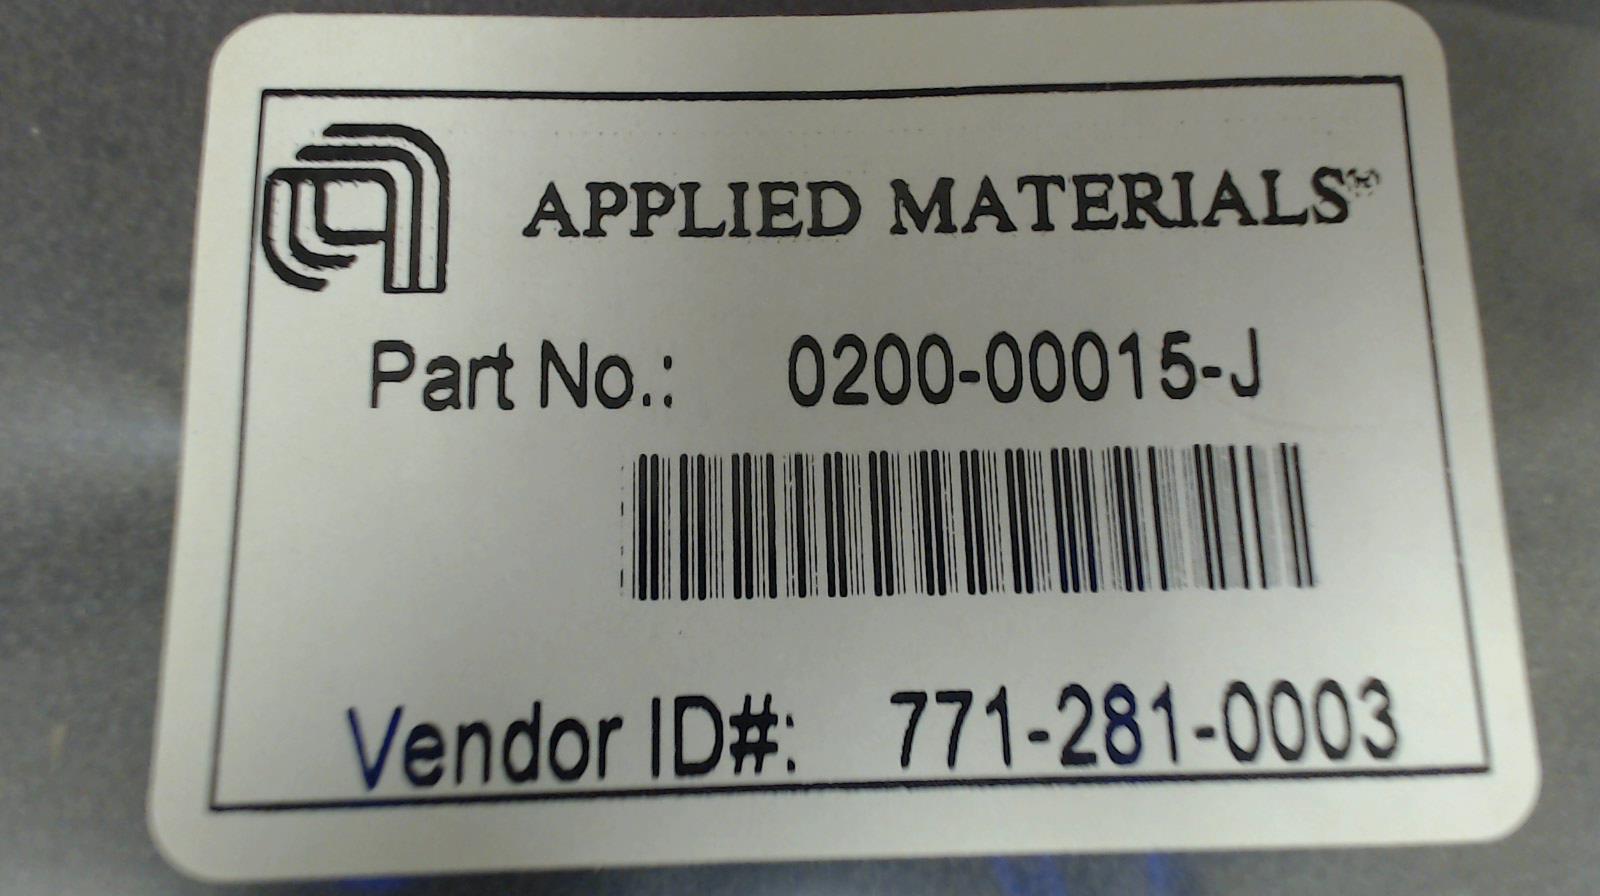 APPLIED MATERIALS®
Part No.: 0200-00015-J
Vendor ID#: 771-281-0003